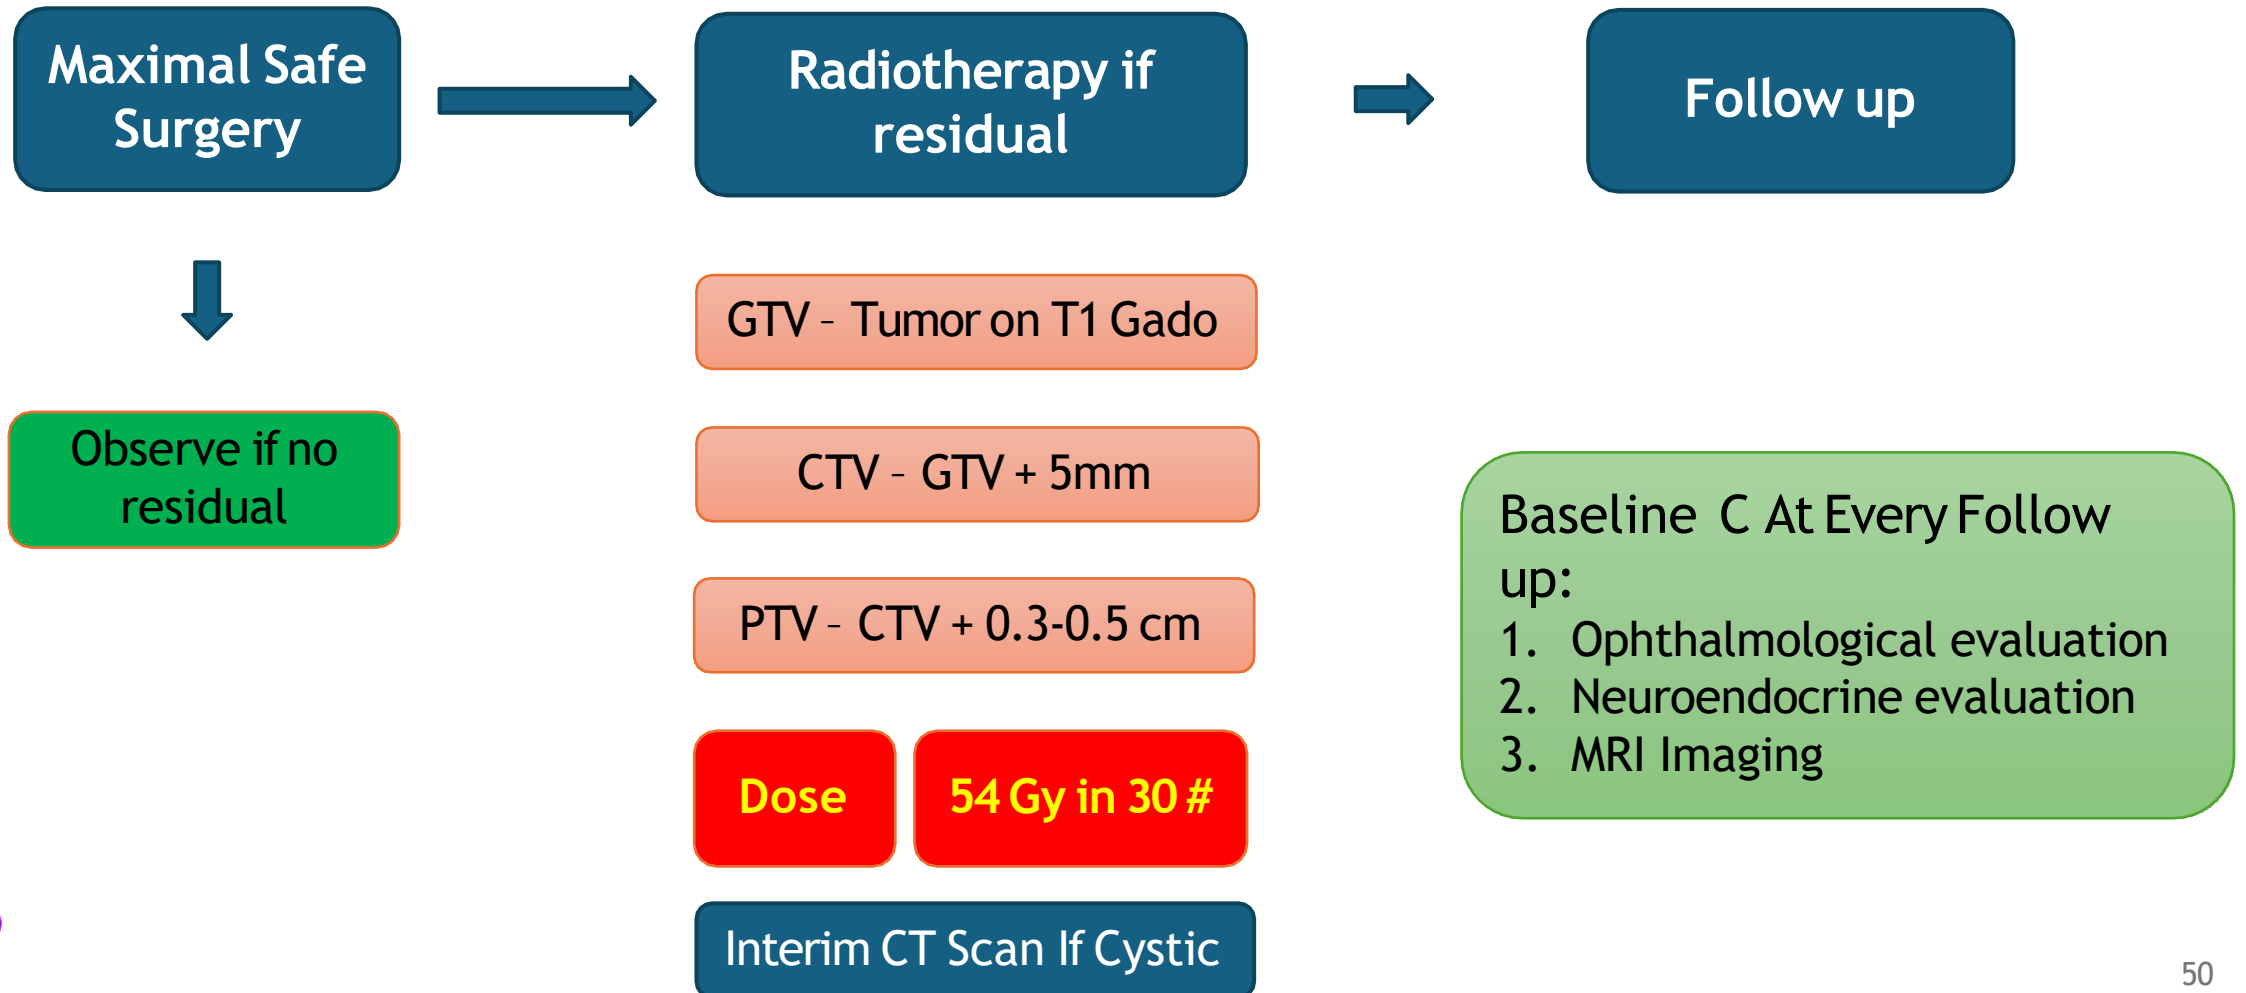 Maximal Safe
Surgery
Radiotherapy if
residual
Follow up
Observe if no
residual
GTV – Tumor on T1 Gado
CTV – GTV + 5mm
PTV – CTV + 0.3-0.5 cm
Dose
54 Gy in 30 #
Interim CT Scan If Cystic
Baseline C At Every Follow
up:
1. Ophthalmological evaluation
2. Neuroendocrine evaluation
3. MRI Imaging
50